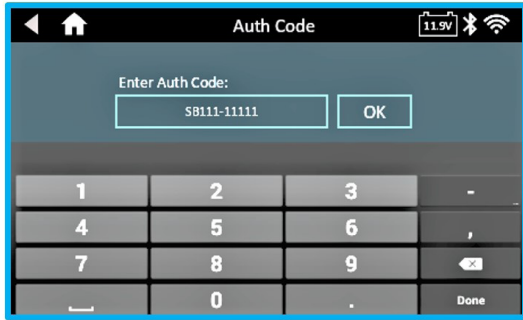 Auth Code
11.9V
Enter Auth Code:
SB111-11111
OK
1 2 3 -
4 5 6 ,
7 8 9
0 . Done